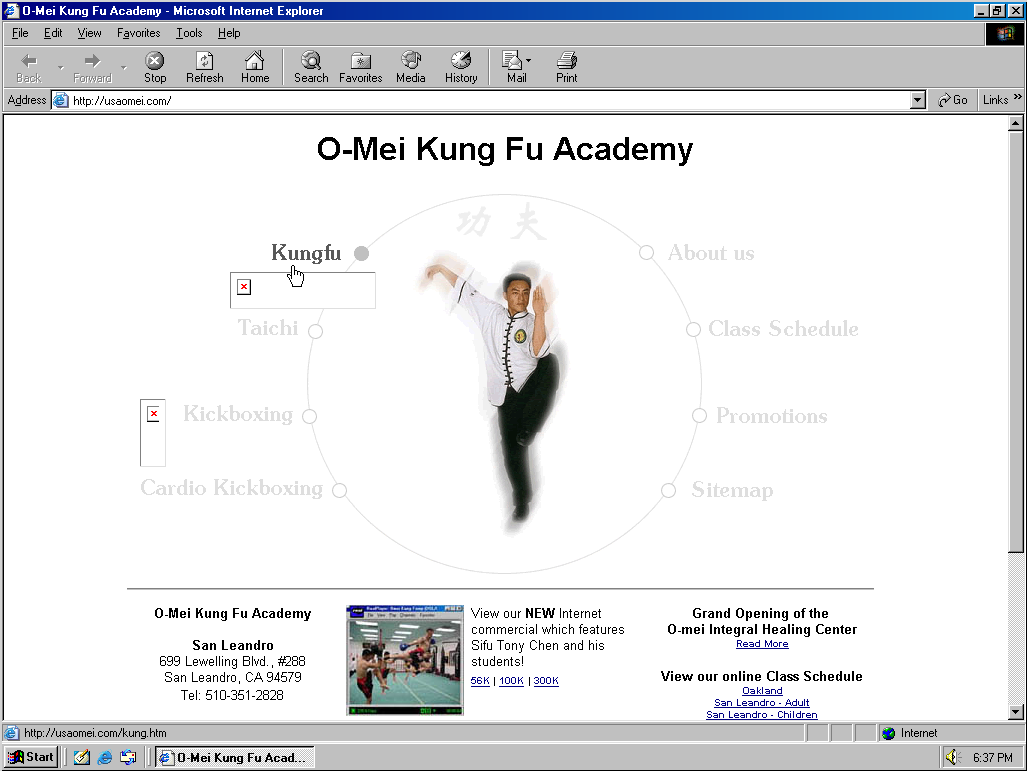 O-Mei Kung Fu Academy - Microsoft Internet Explorer
File Edit View Favorites Tools Help
Back Forward Stop Refresh Home Search Favorites Media History Mail Print
Address http://usaomei.com/ Go Links »
O-Mei Kung Fu Academy
功夫
Kungfu
About us
Taichi
Class Schedule
Kickboxing
Promotions
Cardio Kickboxing
Sitemap
O-Mei Kung Fu Academy
San Leandro
699 Lewelling Blvd., #288
San Leandro, CA 94579
Tel: 510-351-2828
View our NEW Internet
commercial which features
Sifu Tony Chen and his
students!
56K | 100K | 300K
Grand Opening of the
O-mei Integral Healing Center
Read More
View our online Class Schedule
Oakland
San Leandro - Adult
San Leandro - Children
http://usaomei.com/kung.htm Internet
Start O-Mei Kung Fu Acad... 6:37 PM